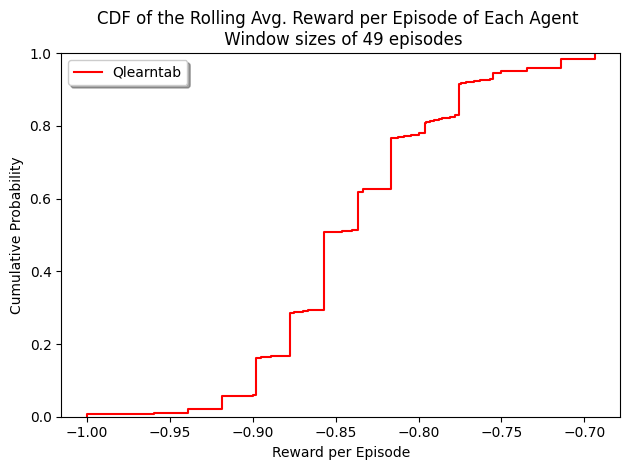 CDF of the Rolling Avg. Reward per Episode of Each Agent
Window sizes of 49 episodes
Qlearntab
Cumulative Probability
1.0
0.8
0.6
0.4
0.2
0.0
−1.00 −0.95 −0.90 −0.85 −0.80 −0.75 −0.70
Reward per Episode